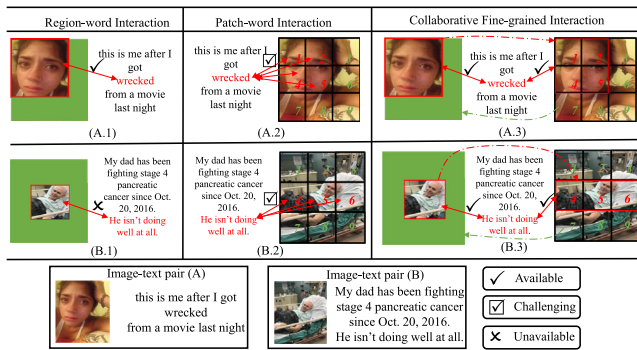 Region-word Interaction
Patch-word Interaction
Collaborative Fine-grained Interaction
this is me after I
got
wrecked
from a movie
last night
(A.1)
this is me after I
got
wrecked
from a movie
last night
(A.2)
this is me after I
got
wrecked
from a movie
last night
(A.3)
My dad has been
fighting stage 4
pancreatic
cancer since Oct.
20, 2016.
He isn't doing
well at all.
(B.1)
My dad has been
fighting stage 4
pancreatic cancer
since Oct. 20,
2016.
He isn't doing
well at all.
6
(B.2)
My dad has been
fighting stage 4
pancreatic cancer
since Oct. 20,
2016.
He isn't doing
well at all.
6
(B.3)
Image-text pair (A)
this is me after I got
wrecked
from a movie last night
Image-text pair (B)
My dad has been fighting
stage 4 pancreatic cancer
since Oct. 20, 2016.
He isn't doing well at all.
Available
Challenging
Unavailable